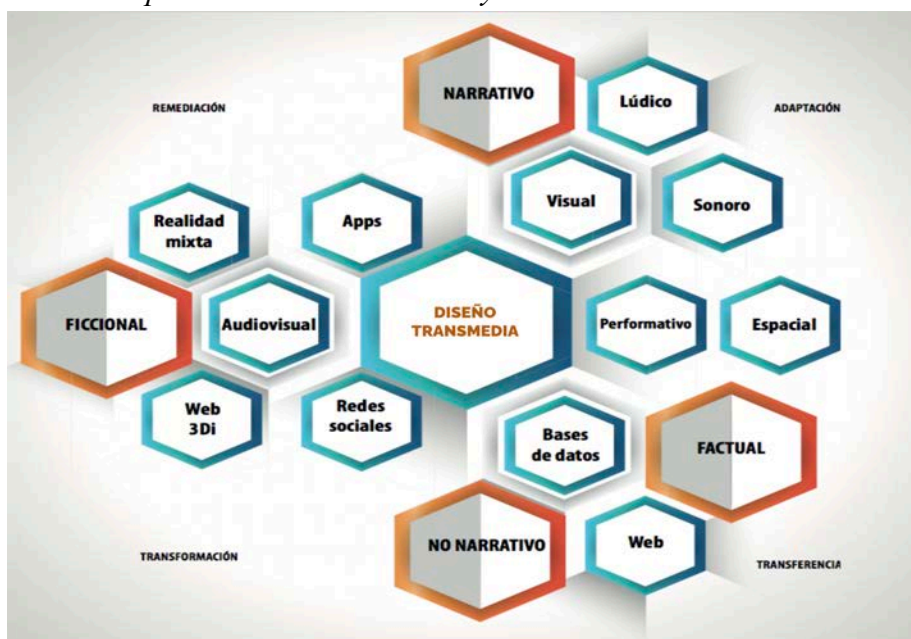 NARRATIVO
Lúdico
REMEDIACIÓN
ADAPTACIÓN
Visual
Sonoro
Realidad
mixta
Apps
FICCIONAL
Audiovisual
DISEÑO
TRANSMEDIA
Performativo
Espacial
Web
3Di
Redes
sociales
Bases
de datos
FACTUAL
NO NARRATIVO
Web
TRANSFORMACIÓN
TRANSFERENCIA